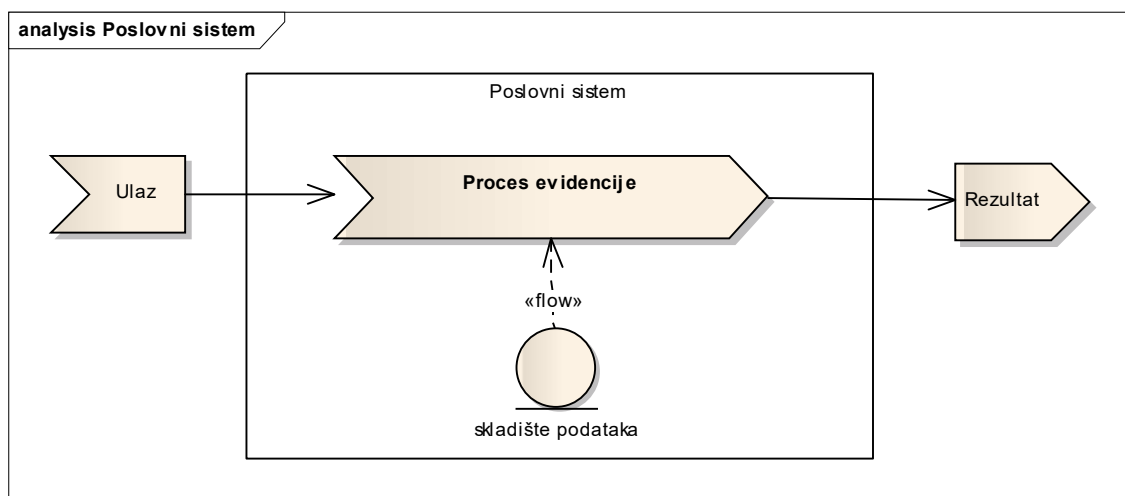 analysis Poslovni sistem
Poslovni sistem
Ulaz
Proces evidencije
Rezultat
«flow»
skladište podataka